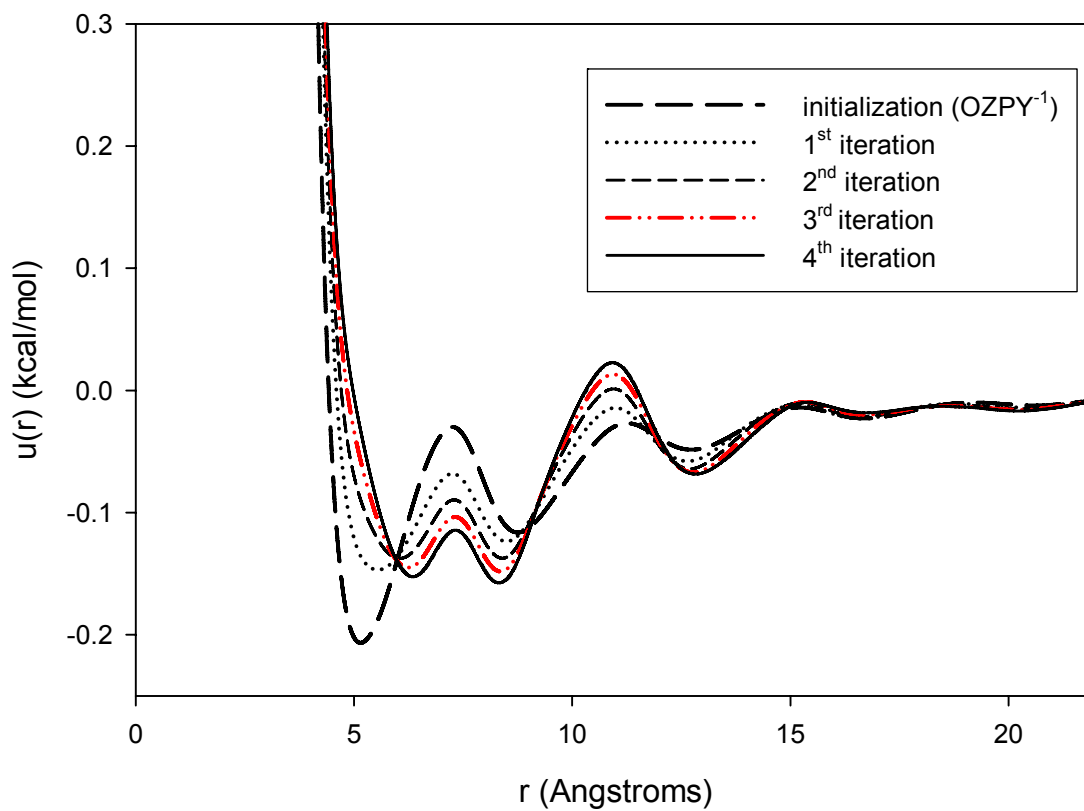 0.3
0.2
0.1
0.0
-0.1
-0.2
u(r) (kcal/mol)
initialization (OZPY⁻¹)
1ˢᵗ iteration
2ⁿᵈ iteration
3ʳᵈ iteration
4ᵗʰ iteration
0 5 10 15 20
r (Angstroms)